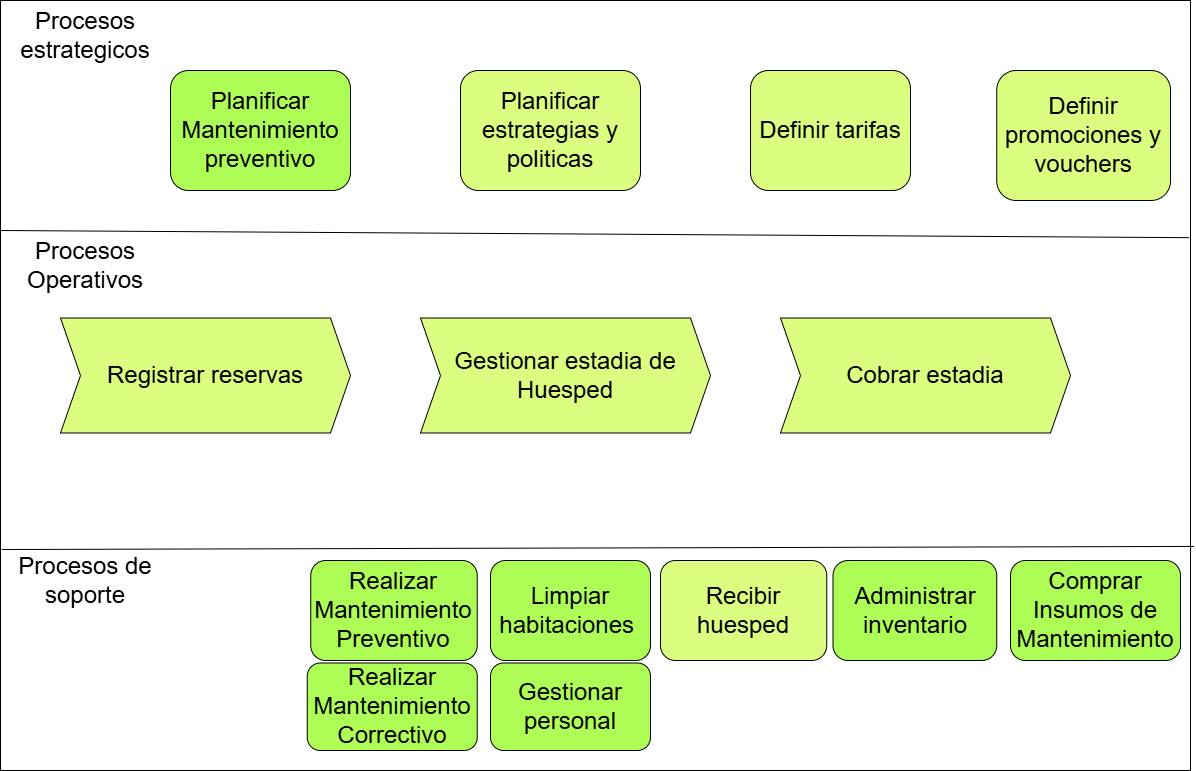 Procesos
estrategicos
Planificar
Mantenimiento
preventivo
Planificar
estrategias y
politicas
Definir tarifas
Definir
promociones y
vouchers
Procesos
Operativos
Registrar reservas
Gestionar estadia de
Huesped
Cobrar estadia
Procesos de
soporte
Realizar
Mantenimiento
Preventivo
Limpiar
habitaciones
Recibir
huesped
Administrar
inventario
Comprar
Insumos de
Mantenimiento
Realizar
Mantenimiento
Correctivo
Gestionar
personal